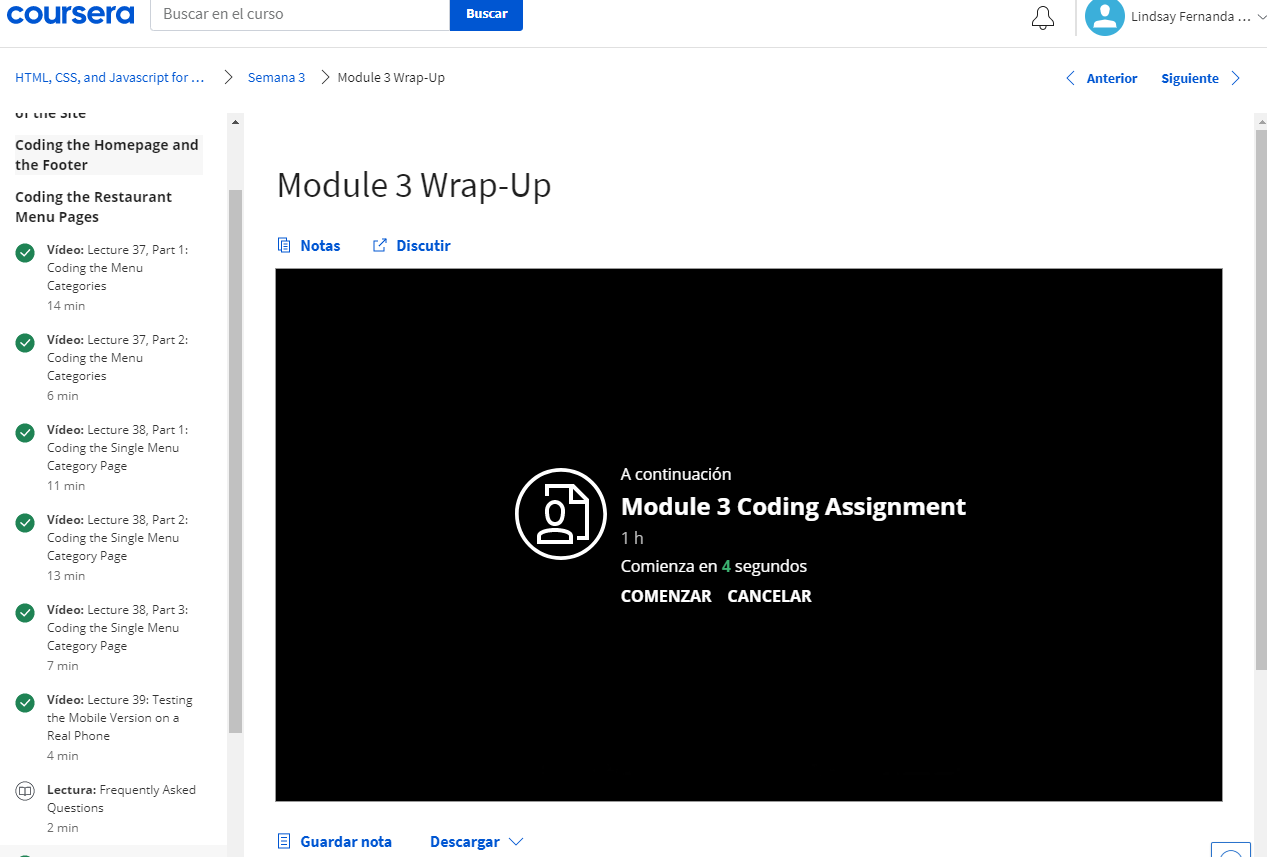 coursera
Buscar en el curso
Buscar
Lindsay Fernanda ...
HTML, CSS, and Javascript for ...
Semana 3
Module 3 Wrap-Up
Anterior
Siguiente
of the Site
Coding the Homepage and
the Footer
Coding the Restaurant
Menu Pages
Vídeo: Lecture 37, Part 1:
Coding the Menu
Categories
14 min
Vídeo: Lecture 37, Part 2:
Coding the Menu
Categories
6 min
Vídeo: Lecture 38, Part 1:
Coding the Single Menu
Category Page
11 min
Vídeo: Lecture 38, Part 2:
Coding the Single Menu
Category Page
13 min
Vídeo: Lecture 38, Part 3:
Coding the Single Menu
Category Page
7 min
Vídeo: Lecture 39: Testing
the Mobile Version on a
Real Phone
4 min
Lectura: Frequently Asked
Questions
2 min
Module 3 Wrap-Up
Notas
Discutir
A continuación
Module 3 Coding Assignment
1 h
Comienza en 4 segundos
COMENZAR CANCELAR
Guardar nota
Descargar